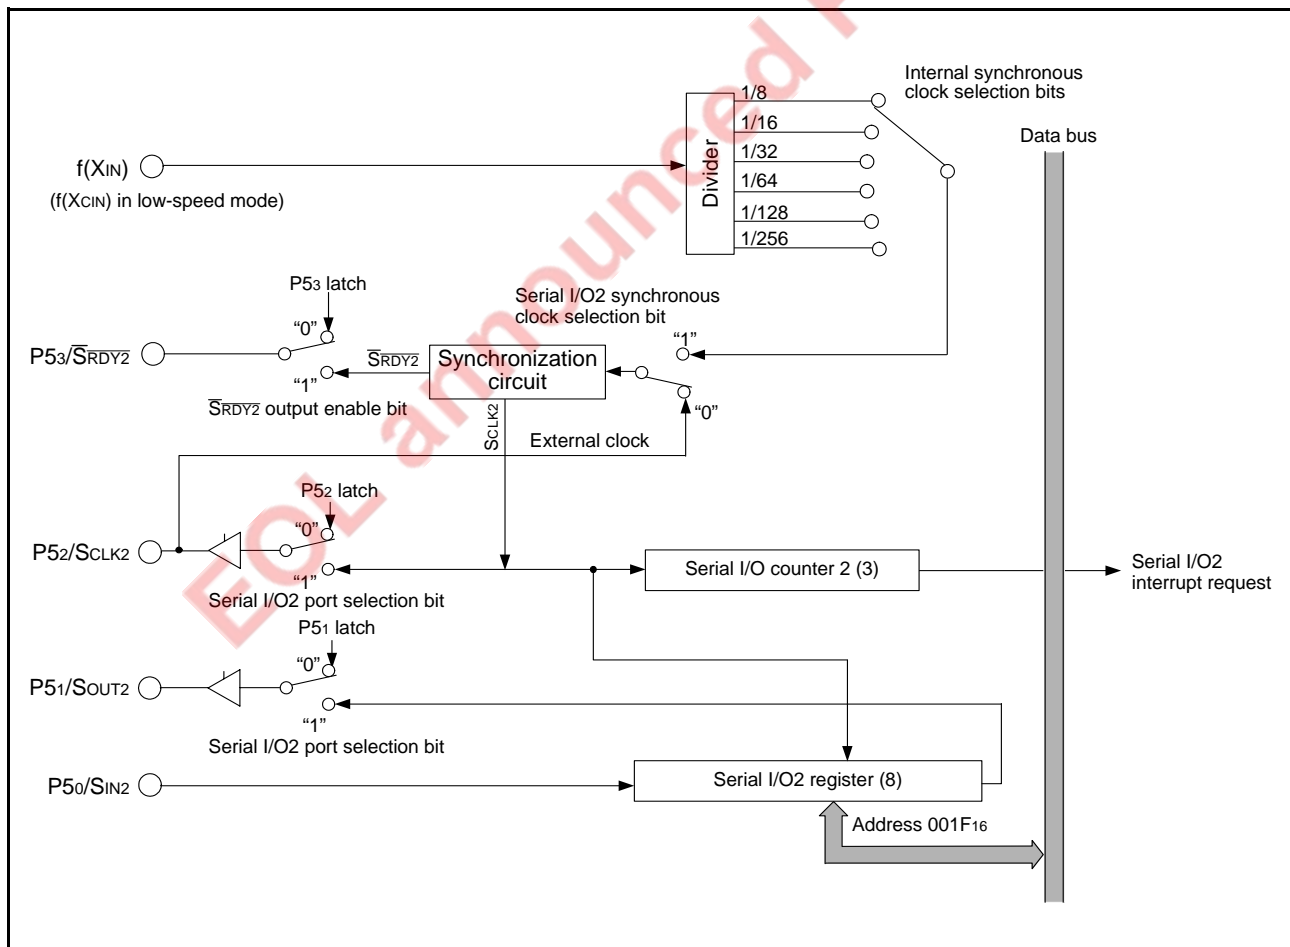 Internal synchronous
clock selection bits
Data bus
1/8
1/16
1/32
1/64
1/128
1/256
Divider
f(XIN)
(f(XCIN) in low-speed mode)
P53 latch
Serial I/O2 synchronous
clock selection bit
"0"
"1"
P53/S̅R̅D̅Y̅2̅
S̅R̅D̅Y̅2̅
Synchronization
circuit
"1"
S̅R̅D̅Y̅2̅ output enable bit
"0"
SCLK2
External clock
P52 latch
"0"
P52/SCLK2
"1"
Serial I/O2 port selection bit
Serial I/O counter 2 (3)
Serial I/O2
interrupt request
P51 latch
"0"
P51/SOUT2
"1"
Serial I/O2 port selection bit
P50/SIN2
Serial I/O2 register (8)
Address 001F16
EOL announced